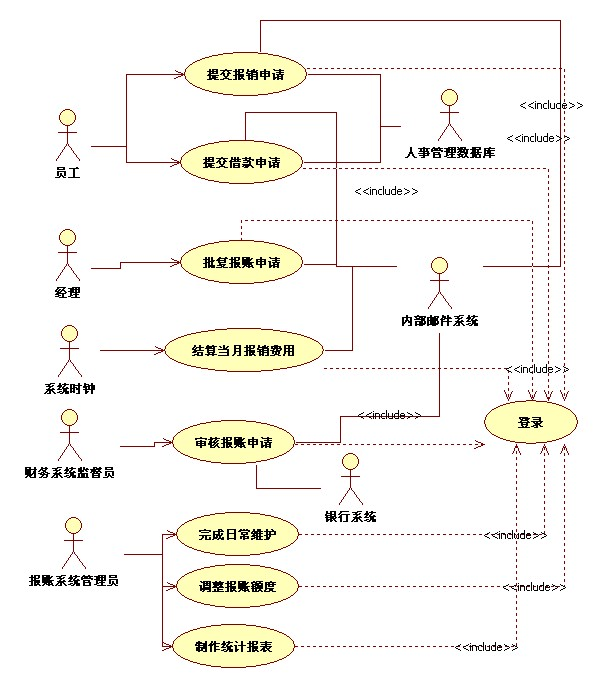 提交报销申请
<<include>>
人事管理数据库
<<include>>
员工
提交借款申请
<<include>>
经理
批复报账申请
内部邮件系统
系统时钟
结算当月报销费用
<<include>>
登录
<<include>>
财务系统监督员
审核报账申请
银行系统
报账系统管理员
完成日常维护
<<include>>
调整报账额度
<<include>>
制作统计报表
<<include>>